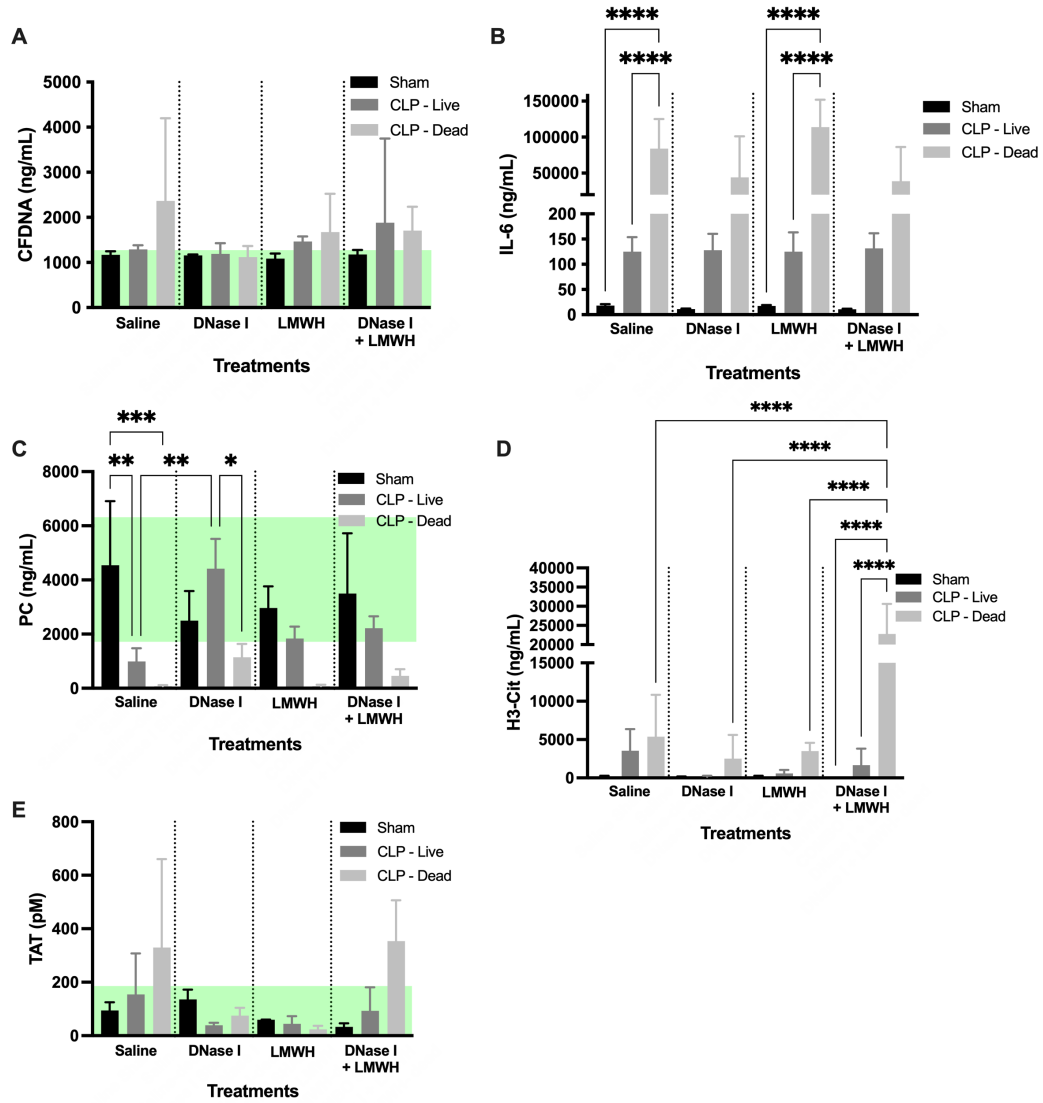 A
CFDNA (ng/mL)
5000
4000
3000
2000
1000
0
Sham
CLP - Live
CLP - Dead
Saline
DNase I
LMWH
DNase I
+ LMWH
Treatments
B
IL-6 (ng/mL)
150000
100000
50000
200
150
100
50
0
****
****
****
****
Sham
CLP - Live
CLP - Dead
Saline
DNase I
LMWH
DNase I
+ LMWH
Treatments
C
PC (ng/mL)
8000
6000
4000
2000
0
***
**
**
*
Sham
CLP - Live
CLP - Dead
Saline
DNase I
LMWH
DNase I
+ LMWH
Treatments
D
H3-Cit (ng/mL)
40000
35000
30000
25000
20000
15000
10000
5000
0
****
****
****
****
****
Sham
CLP - Live
CLP - Dead
Saline
DNase I
LMWH
DNase I
+ LMWH
Treatments
E
TAT (pM)
800
600
400
200
0
Sham
CLP - Live
CLP - Dead
Saline
DNase I
LMWH
DNase I
+ LMWH
Treatments